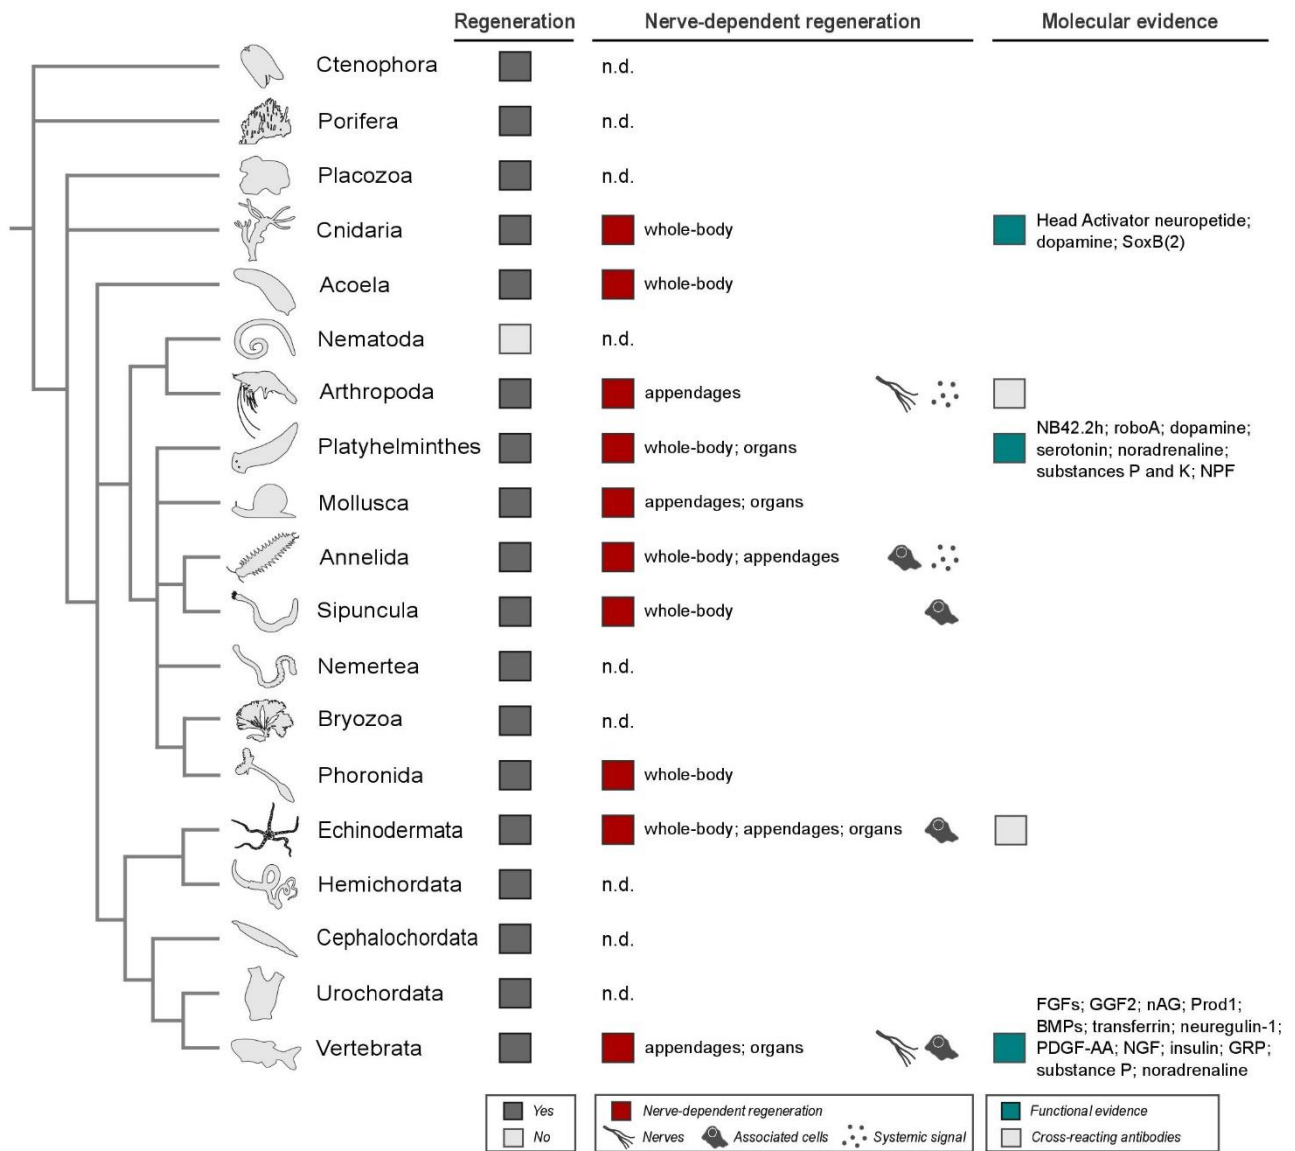 Regeneration Nerve-dependent regeneration Molecular evidence
Ctenophora n.d.
Porifera n.d.
Placozoa n.d.
Cnidaria whole-body Head Activator neuropetide;
dopamine; SoxB(2)
Acoela whole-body
Nematoda n.d.
Arthropoda appendages
Platyhelminthes whole-body; organs NB42.2h; roboA; dopamine;
serotonin; noradrenaline;
substances P and K; NPF
Mollusca appendages; organs
Annelida whole-body; appendages
Sipuncula whole-body
Nemertea n.d.
Bryozoa n.d.
Phoronida whole-body
Echinodermata whole-body; appendages; organs
Hemichordata n.d.
Cephalochordata n.d.
Urochordata n.d.
Vertebrata appendages; organs FGFs; GGF2; nAG; Prod1;
BMPs; transferrin; neuregulin-1;
PDGF-AA; NGF; insulin; GRP;
substance P; noradrenaline
Yes Nerve-dependent regeneration Functional evidence
No Nerves Associated cells Systemic signal Cross-reacting antibodies